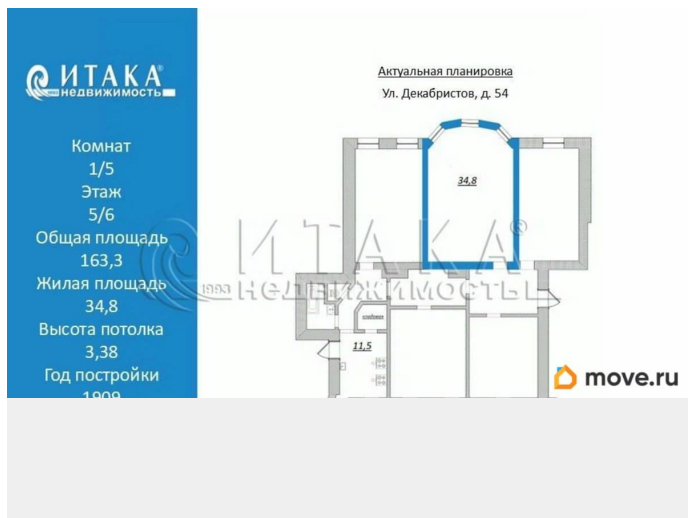 ИТАКА®
недвижимость
Комнат
1/5
Этаж
5/6
Общая площадь
163,3
Жилая площадь
34,8
Высота потолка
3,38
Год постройки
1909
Актуальная планировка
Ул. Декабристов, д. 54
34,8
ИТАКА®
1993 недвижимость
кладовая
11,5
move.ru